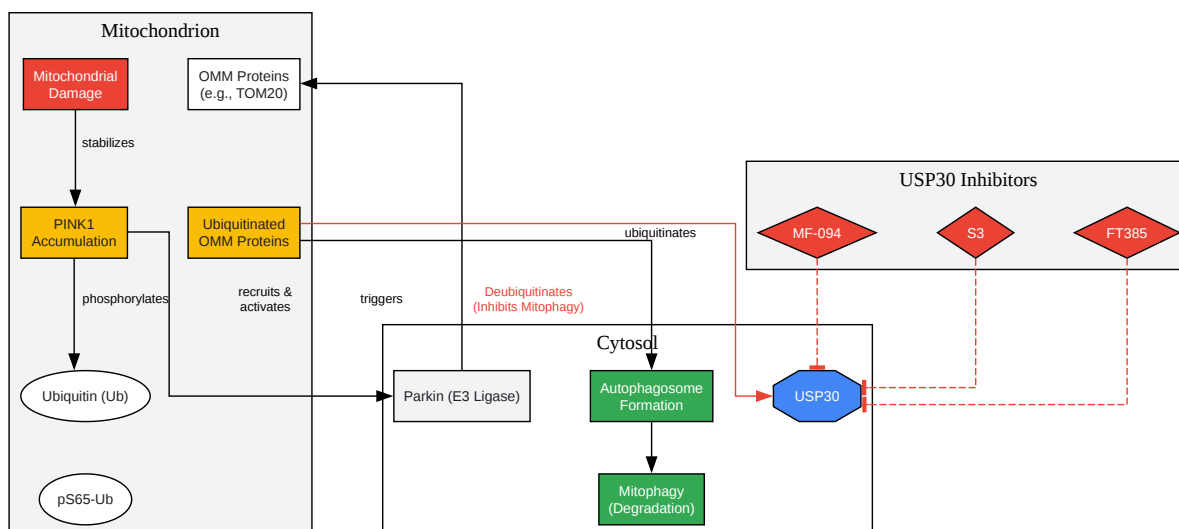 Mitochondrion
Mitochondrial
Damage
OMM Proteins
(e.g., TOM20)
stabilizes
USP30 Inhibitors
PINK1
Accumulation
Ubiquitinated
OMM Proteins
ubiquitinates
MF-094
S3
FT385
phosphorylates
recruits &
activates
triggers
Deubiquitinates
(Inhibits Mitophagy)
Cytosol
Ubiquitin (Ub)
Parkin (E3 Ligase)
Autophagosome
Formation
USP30
pS65-Ub
Mitophagy
(Degradation)